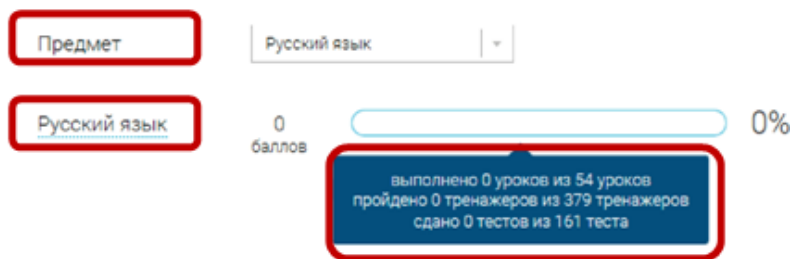 Предмет
Русский язык
Русский язык
0
баллов
0%
выполнено 0 уроков из 54 уроков
пройдено 0 тренажеров из 379 тренажеров
сдано 0 тестов из 161 теста